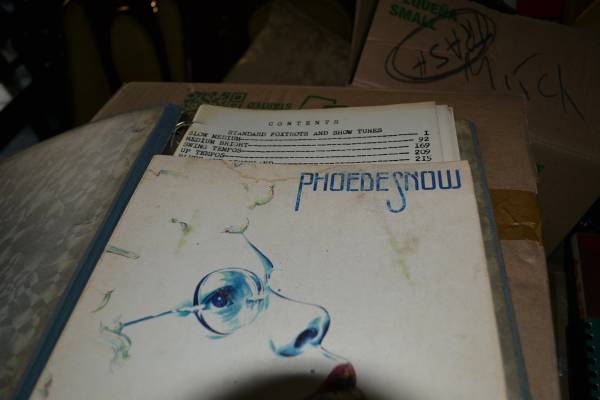 PEQUEÑA
SMALL
TRASH
CONTENTS
STANDARD FOXTROTS AND SHOW TUNES
SLOW MEDIUM 1
MEDIUM BRIGHT 92
SWING TEMPOS 169
UP TEMPOS 209
215
PHOEBE SNOW